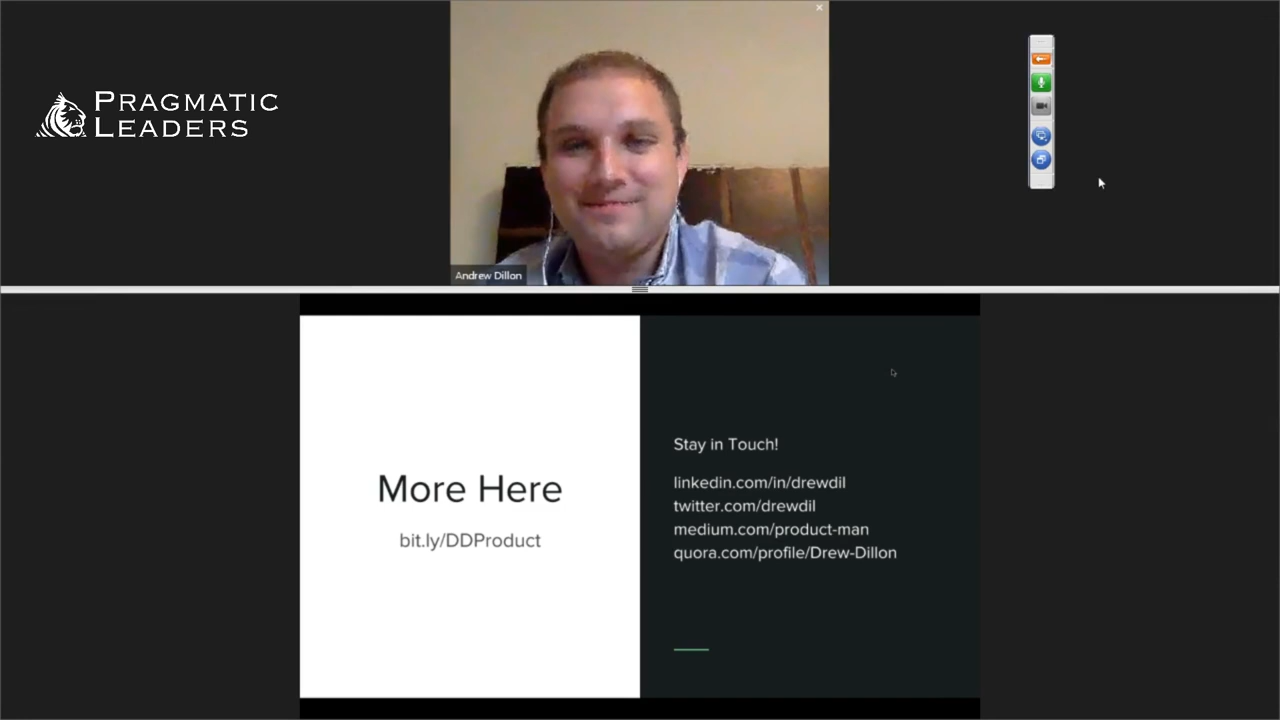 PRAGMATIC
LEADERS
Andrew Dillon
More Here
bit.ly/DDProduct
Stay in Touch!
linkedin.com/in/drewdil
twitter.com/drewdil
medium.com/product-man
quora.com/profile/Drew-Dillon